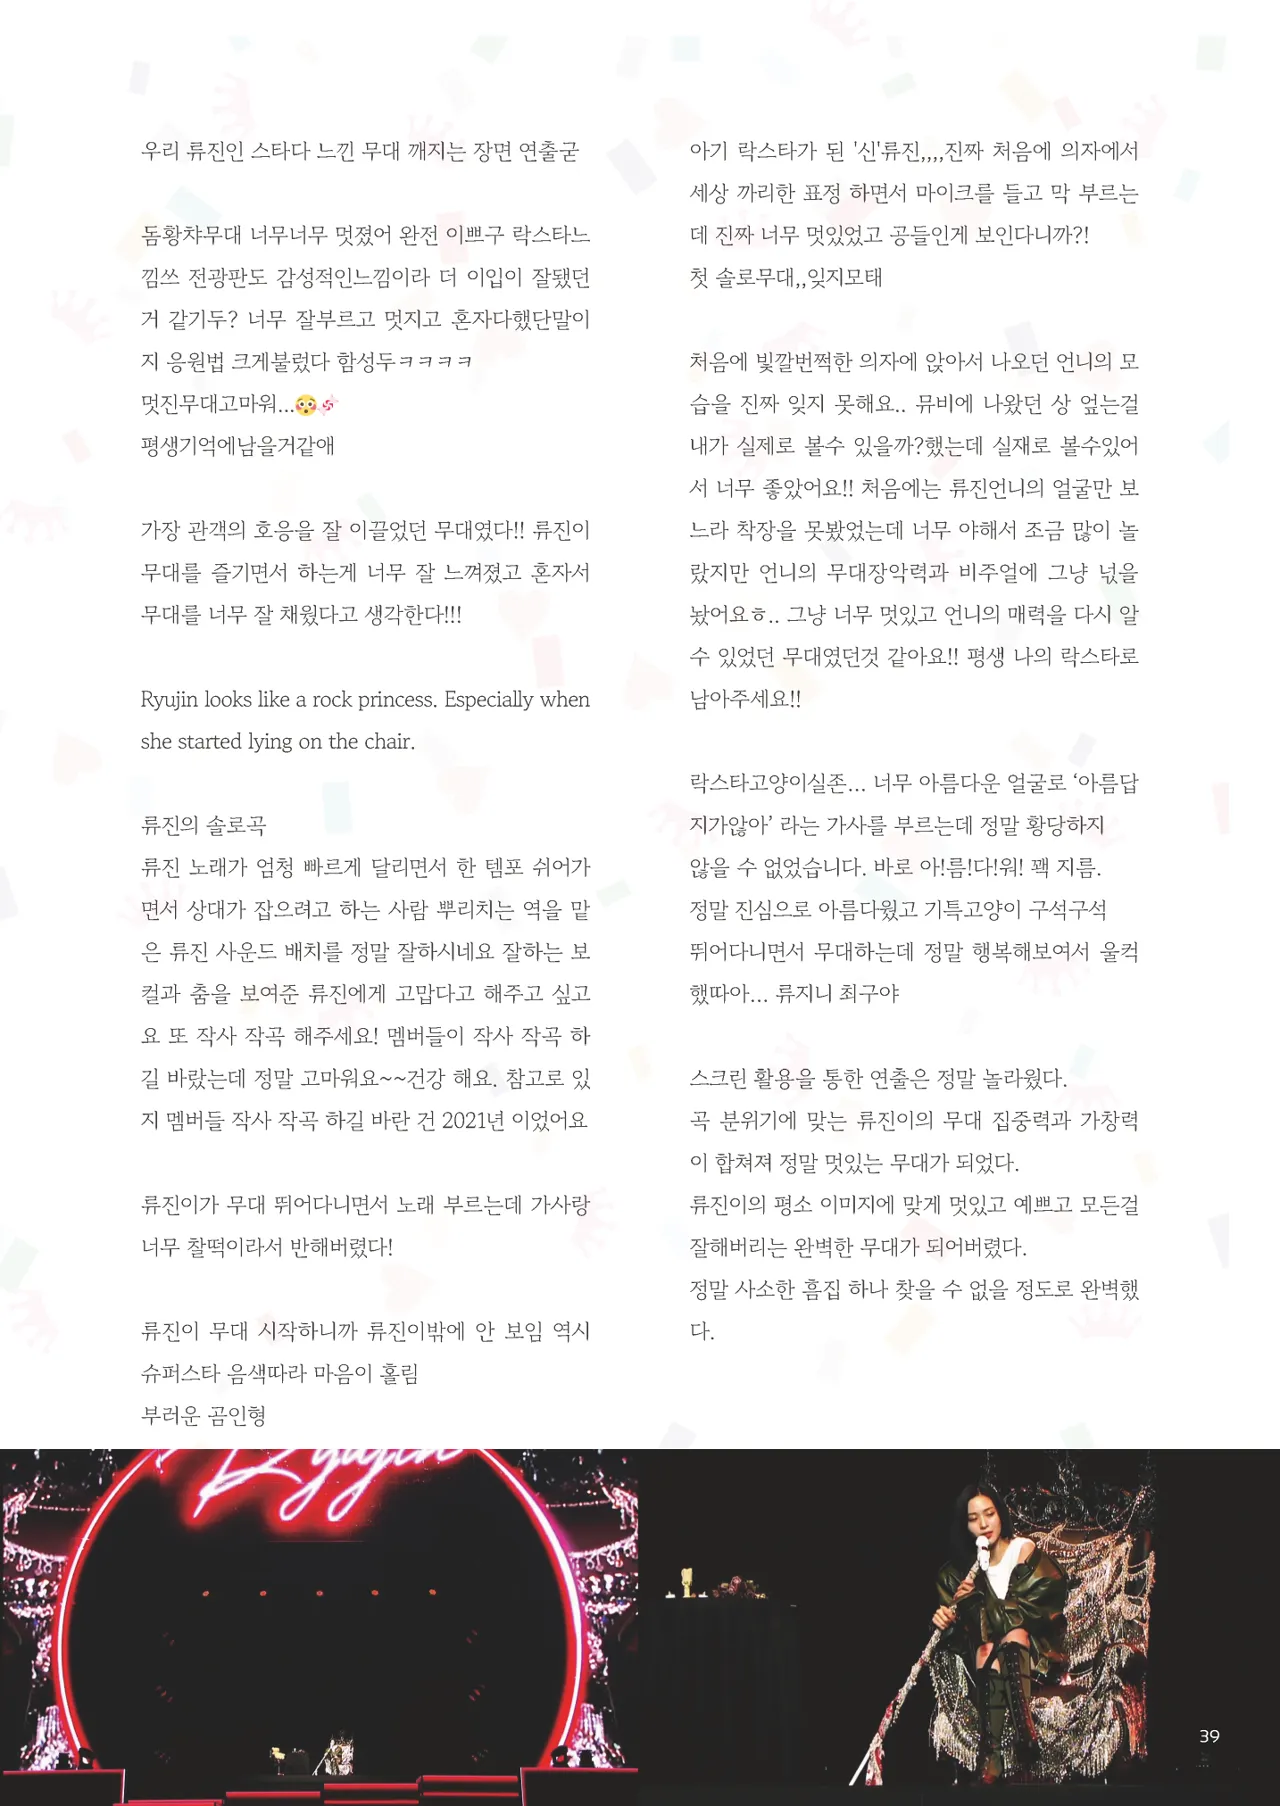 우리 류진인 스타다 느낀 무대 깨지는 장면 연출굳
돔황챠무대 너무너무 멋졌어 완전 이쁘구 락스타느
낌쓰 전광판도 감성적인느낌이라 더 이입이 잘됐던
거 같기두? 너무 잘부르고 멋지고 혼자다했단말이
지 응원법 크게불렀다 함성두ㅋㅋㅋㅋ
멋진무대고마워...😳🍬
평생기억에남을거같애
가장 관객의 호응을 잘 이끌었던 무대였다!! 류진이
무대를 즐기면서 하는게 너무 잘 느껴졌고 혼자서
무대를 너무 잘 채웠다고 생각한다!!!
Ryujin looks like a rock princess. Especially when
she started lying on the chair.
류진의 솔로곡
류진 노래가 엄청 빠르게 달리면서 한 템포 쉬어가
면서 상대가 잡으려고 하는 사람 뿌리치는 역을 맡
은 류진 사운드 배치를 정말 잘하시네요 잘하는 보
컬과 춤을 보여준 류진에게 고맙다고 해주고 싶고
요 또 작사 작곡 해주세요! 멤버들이 작사 작곡 하
길 바랐는데 정말 고마워요~~건강 해요. 참고로 있
지 멤버들 작사 작곡 하길 바란 건 2021년 이었어요
류진이가 무대 뛰어다니면서 노래 부르는데 가사랑
너무 찰떡이라서 반해버렸다!
류진이 무대 시작하니까 류진이밖에 안 보임 역시
슈퍼스타 음색따라 마음이 홀림
부러운 곰인형
아기 락스타가 된 '신'류진,,,,진짜 처음에 의자에서
세상 까리한 표정 하면서 마이크를 들고 막 부르는
데 진짜 너무 멋있었고 공들인게 보인다니까?!
첫 솔로무대,,잊지모태
처음에 빛깔번쩍한 의자에 앉아서 나오던 언니의 모
습을 진짜 잊지 못해요.. 뮤비에 나왔던 상 엎는걸
내가 실제로 볼수 있을까?했는데 실재로 볼수있어
서 너무 좋았어요!! 처음에는 류진언니의 얼굴만 보
느라 착장을 못봤었는데 너무 야해서 조금 많이 놀
랐지만 언니의 무대장악력과 비주얼에 그냥 넋을
놨어요ㅎ.. 그냥 너무 멋있고 언니의 매력을 다시 알
수 있었던 무대였던것 같아요!! 평생 나의 락스타로
남아주세요!!
락스타고양이실존... 너무 아름다운 얼굴로 ‘아름답
지가않아’ 라는 가사를 부르는데 정말 황당하지
않을 수 없었습니다. 바로 아!름!다!워! 꽥 지름.
정말 진심으로 아름다웠고 기특고양이 구석구석
뛰어다니면서 무대하는데 정말 행복해보여서 울컥
했따아... 류지니 최구야
스크린 활용을 통한 연출은 정말 놀라웠다.
곡 분위기에 맞는 류진이의 무대 집중력과 가창력
이 합쳐져 정말 멋있는 무대가 되었다.
류진이의 평소 이미지에 맞게 멋있고 예쁘고 모든걸
잘해버리는 완벽한 무대가 되어버렸다.
정말 사소한 흠집 하나 찾을 수 없을 정도로 완벽했
다.
Ryujin
39